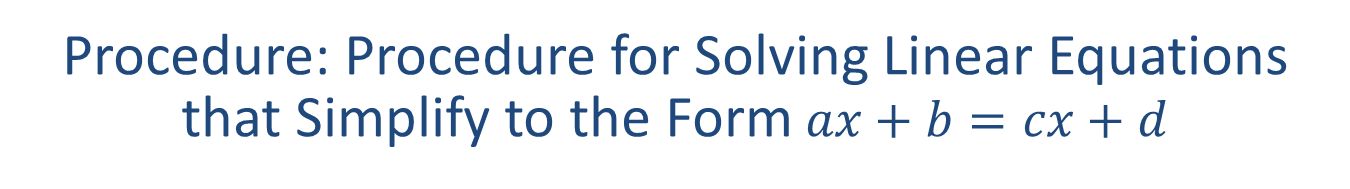 Procedure: Procedure for Solving Linear Equations
that Simplify to the Form ax + b = cx + d